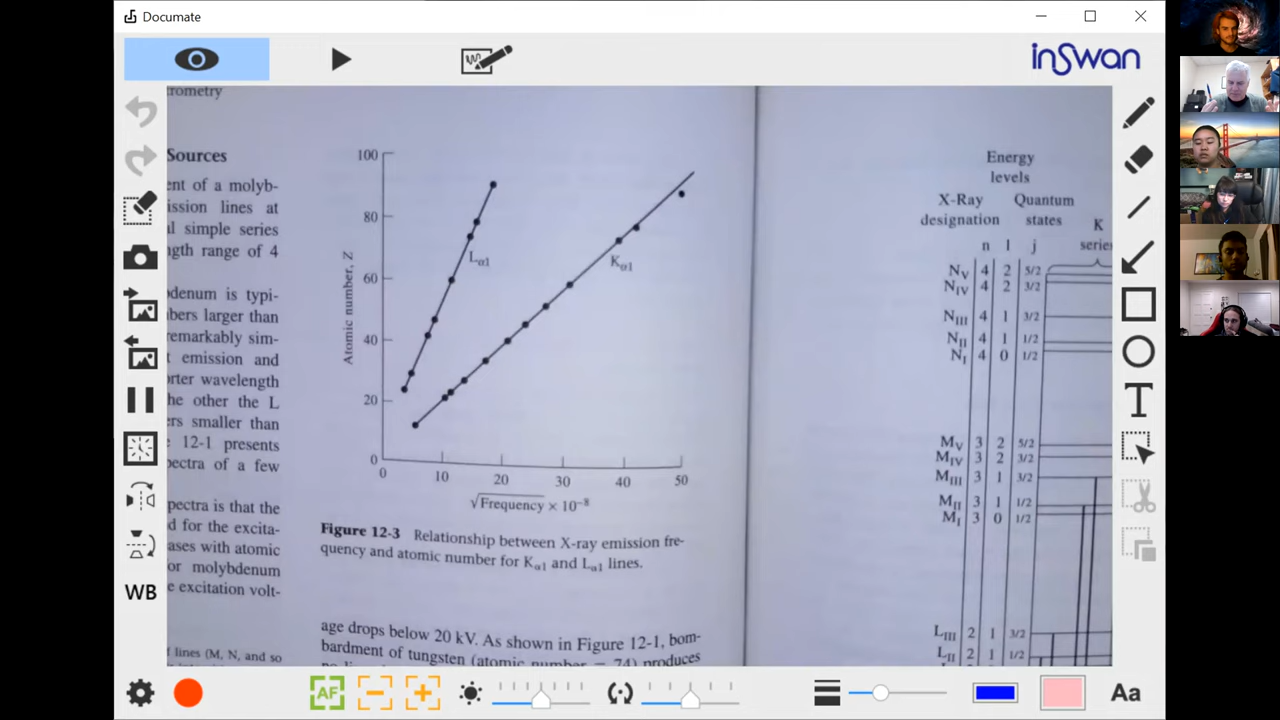 Documate
inSwan
trometry
Sources
ent of a molyb-
ission lines at
l simple series
ngth range of 4
bdenum is typi-
bers larger than
remarkably sim-
t emission and
orter wavelength
he other the L
ers smaller than
e 12-1 presents
pectra of a few
pectra is that the
d for the excita-
ases with atomic
or molybdenum
e excitation volt-
f lines (M, N, and so
100
80
60
40
20
0
Atomic number, Z
Lα1
Kα1
0 10 20 30 40 50
√Frequency × 10⁻⁸
Figure 12-3 Relationship between X-ray emission fre-
quency and atomic number for Kα1 and Lα1 lines.
age drops below 20 kV. As shown in Figure 12-1, bom-
bardment of tungsten (atomic number = 74) produces
Energy
levels
X-Ray Quantum
designation states K
n l j series
NV 4 2 5/2
NIV 4 2 3/2
NIII 4 1 3/2
NII 4 1 1/2
NI 4 0 1/2
MV 3 2 5/2
MIV 3 2 3/2
MIII 3 1 3/2
MII 3 1 1/2
MI 3 0 1/2
LIII 2 1 3/2
LII 2 1 1/2
WB
AF
T
Aa